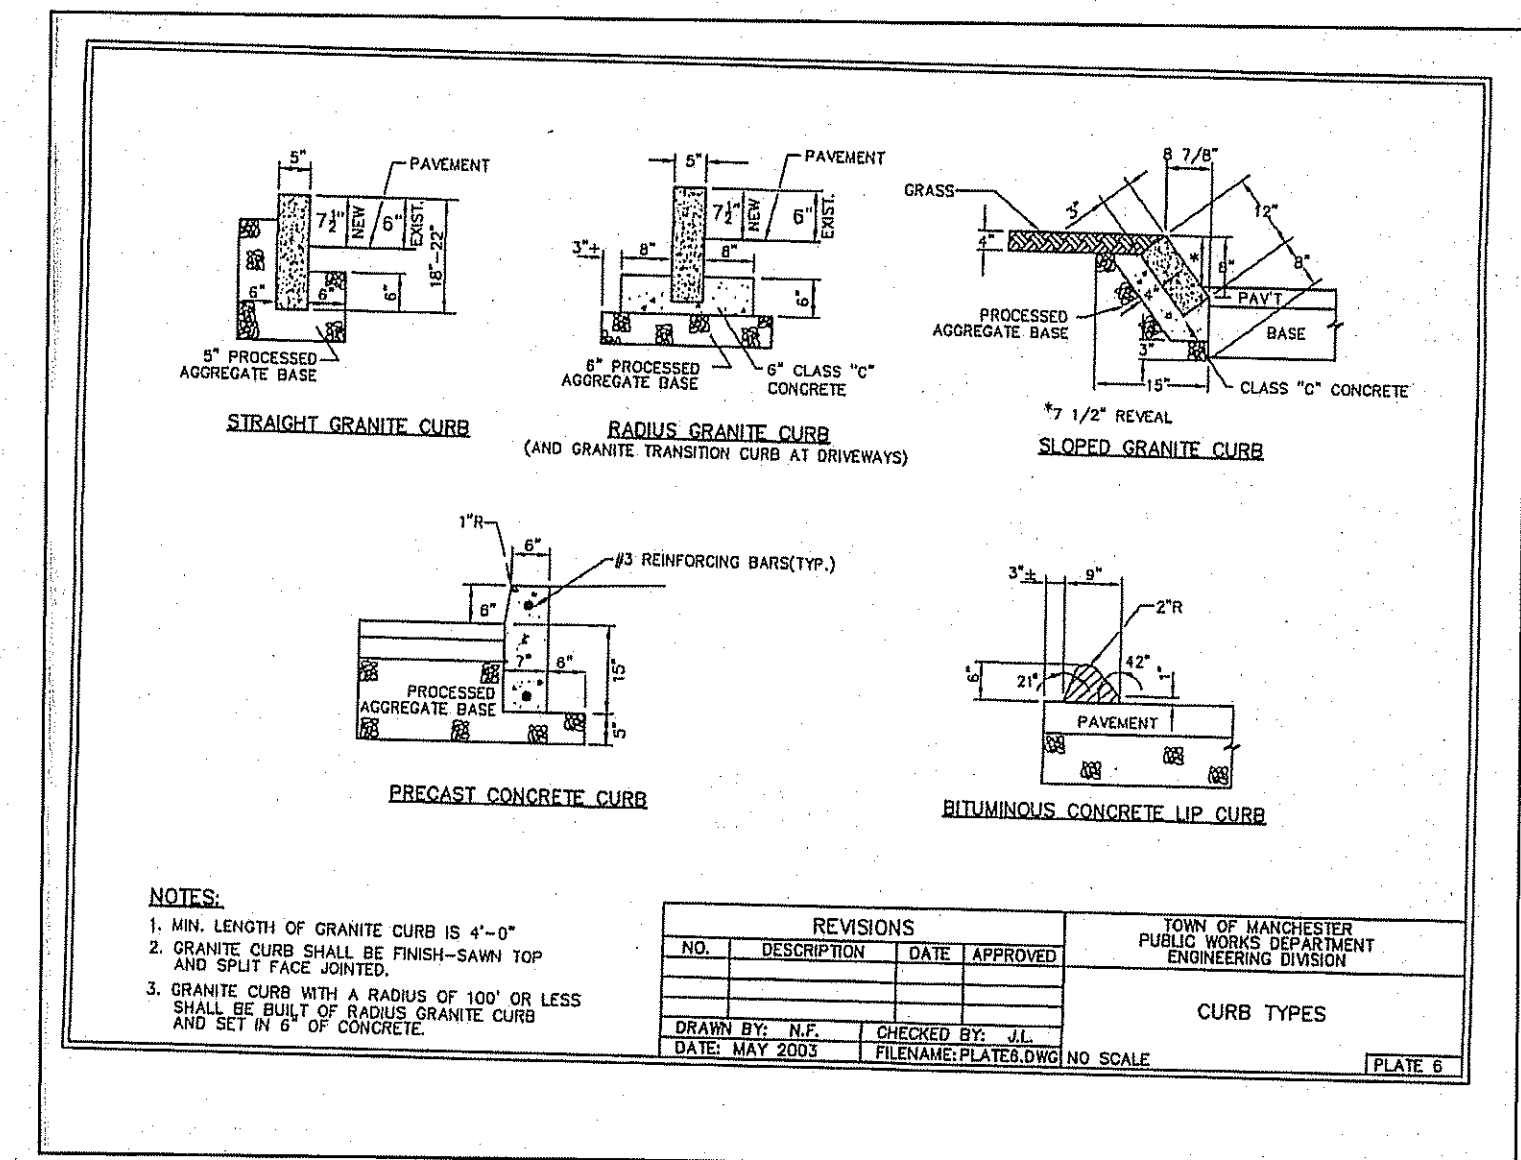 5"
PAVEMENT
7½"
NEW
6"
EXIST.
18"-22"
6"
6"
6"
5" PROCESSED
AGGREGATE BASE
STRAIGHT GRANITE CURB
5"
PAVEMENT
7½"
NEW
6"
EXIST.
3"±
8"
8"
6"
6" PROCESSED
AGGREGATE BASE
6" CLASS "C"
CONCRETE
RADIUS GRANITE CURB
(AND GRANITE TRANSITION CURB AT DRIVEWAYS)
8 7/8"
GRASS
12"
4"
*
8"
4"
PAV'T
PROCESSED
AGGREGATE BASE
BASE
3"
15"
CLASS "C" CONCRETE
*7 1/2" REVEAL
SLOPED GRANITE CURB
1"R
6"
#3 REINFORCING BARS(TYP.)
6"
7"
15"
PROCESSED
AGGREGATE BASE
5"
PRECAST CONCRETE CURB
3"±
9"
2"R
6"
21°
42°
1"
PAVEMENT
BITUMINOUS CONCRETE LIP CURB
NOTES:
1. MIN. LENGTH OF GRANITE CURB IS 4'-0"
2. GRANITE CURB SHALL BE FINISH-SAWN TOP
AND SPLIT FACE JOINTED.
3. GRANITE CURB WITH A RADIUS OF 100' OR LESS
SHALL BE BUILT OF RADIUS GRANITE CURB
AND SET IN 6" OF CONCRETE.
REVISIONS
NO. DESCRIPTION DATE APPROVED
DRAWN BY: N.F. CHECKED BY: J.L.
DATE: MAY 2003 FILENAME: PLATE6.DWG
TOWN OF MANCHESTER
PUBLIC WORKS DEPARTMENT
ENGINEERING DIVISION
CURB TYPES
NO SCALE
PLATE 6